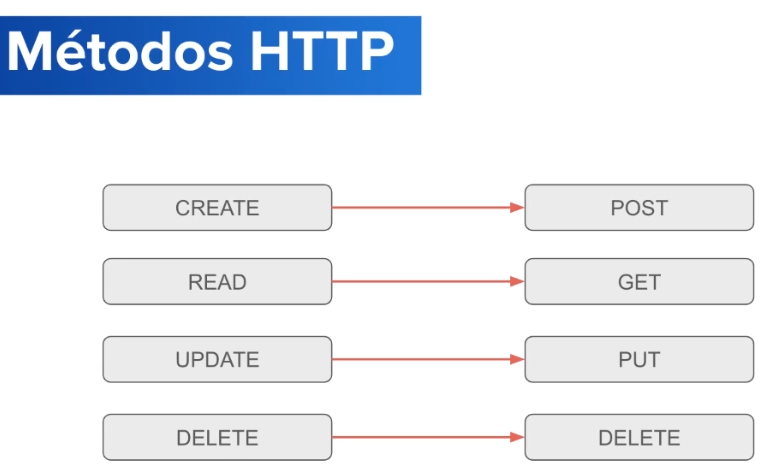 Métodos HTTP
CREATE POST
READ GET
UPDATE PUT
DELETE DELETE